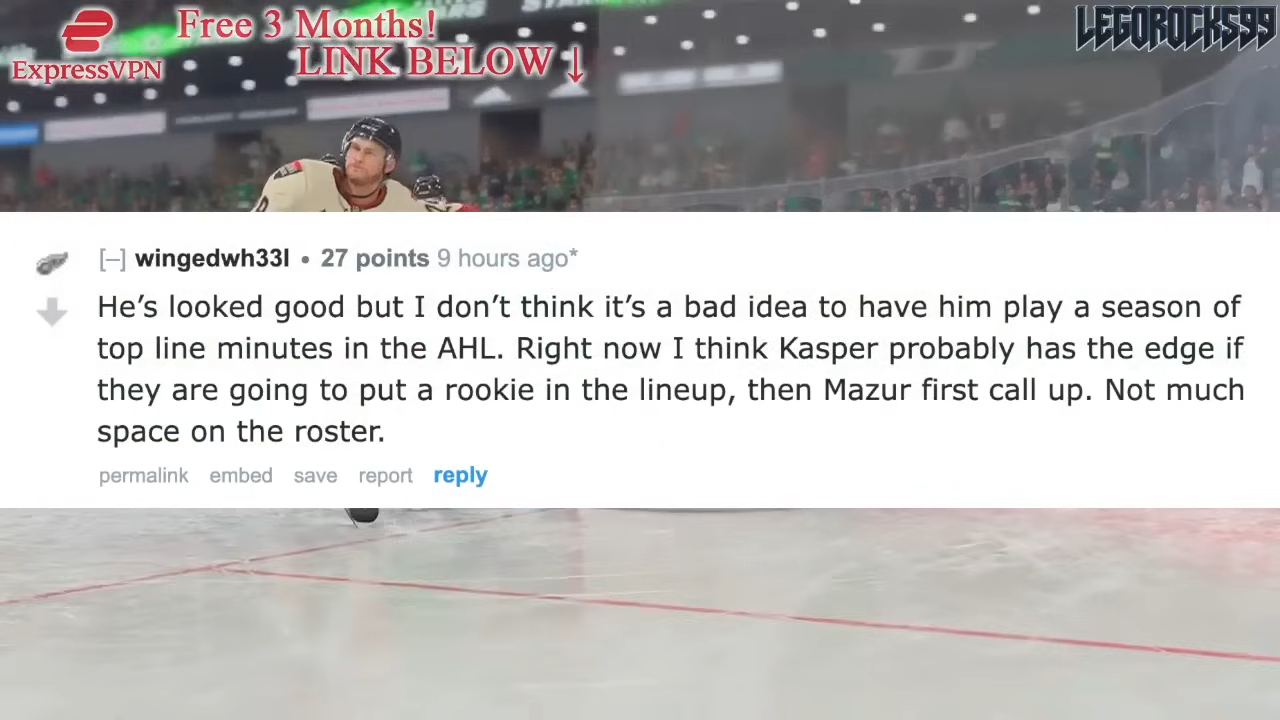 Free 3 Months!
LINK BELOW ↓
ExpressVPN
LEGOROCKS99
[–] wingedwh33l • 27 points 9 hours ago*
He’s looked good but I don’t think it’s a bad idea to have him play a season of
top line minutes in the AHL. Right now I think Kasper probably has the edge if
they are going to put a rookie in the lineup, then Mazur first call up. Not much
space on the roster.
permalink embed save report reply